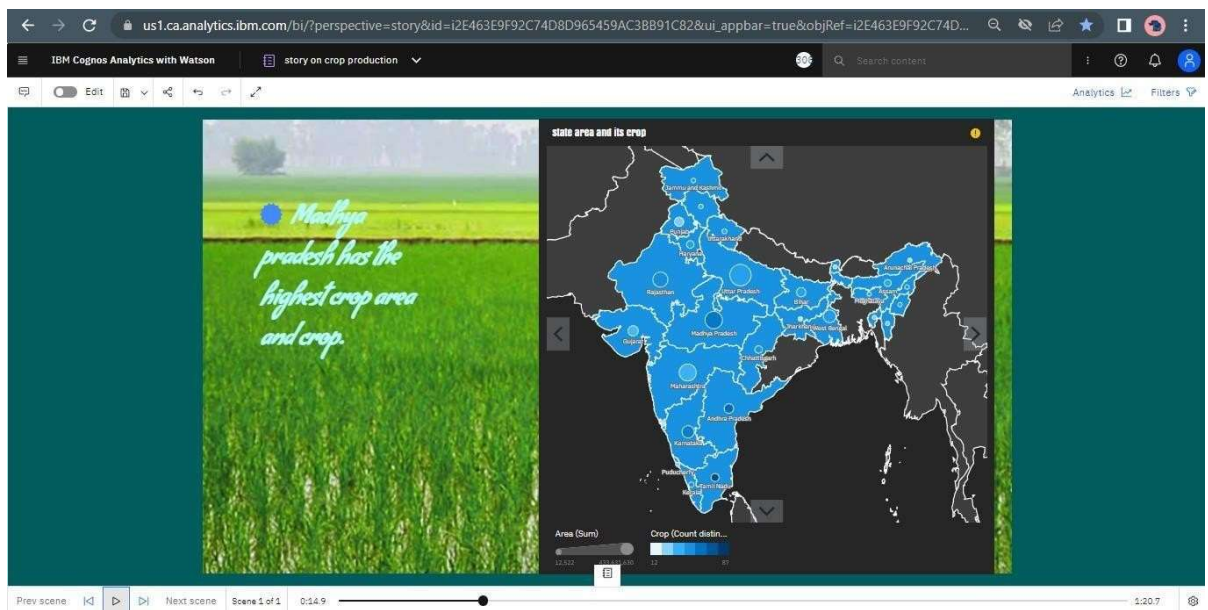 us1.ca.analytics.ibm.com/bi/?perspective=story&id=i2E463E9F92C74D8D965459AC3BB91C82&ui_appbar=true&objRef=i2E463E9F92C74D...
IBM Cognos Analytics with Watson story on crop production Search content
Edit Analytics Filters
Madhya
pradesh has the
highest crop area
and crop.
state area and its crop
Jammu and Kashmir
Punjab
Uttarakhand
Haryana
Arunachal Pradesh
Rajasthan
Uttar Pradesh
Assam
Bihar
Madhya Pradesh
West Bengal
Gujarat
Chhattisgarh
Maharashtra
Andhra Pradesh
Karnataka
Puducherry
Tamil Nadu
Kerala
Area (Sum) Crop (Count distin...
12,522 12 87
Prev scene Next scene Scene 1 of 1 0:14.9 1:20.7